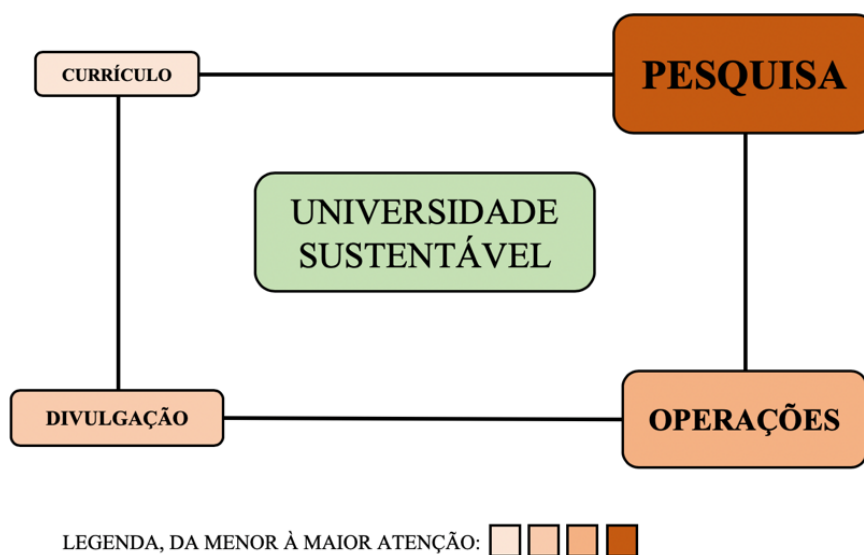 CURRÍCULO
PESQUISA
UNIVERSIDADE
SUSTENTÁVEL
DIVULGAÇÃO
OPERAÇÕES
LEGENDA, DA MENOR À MAIOR ATENÇÃO: